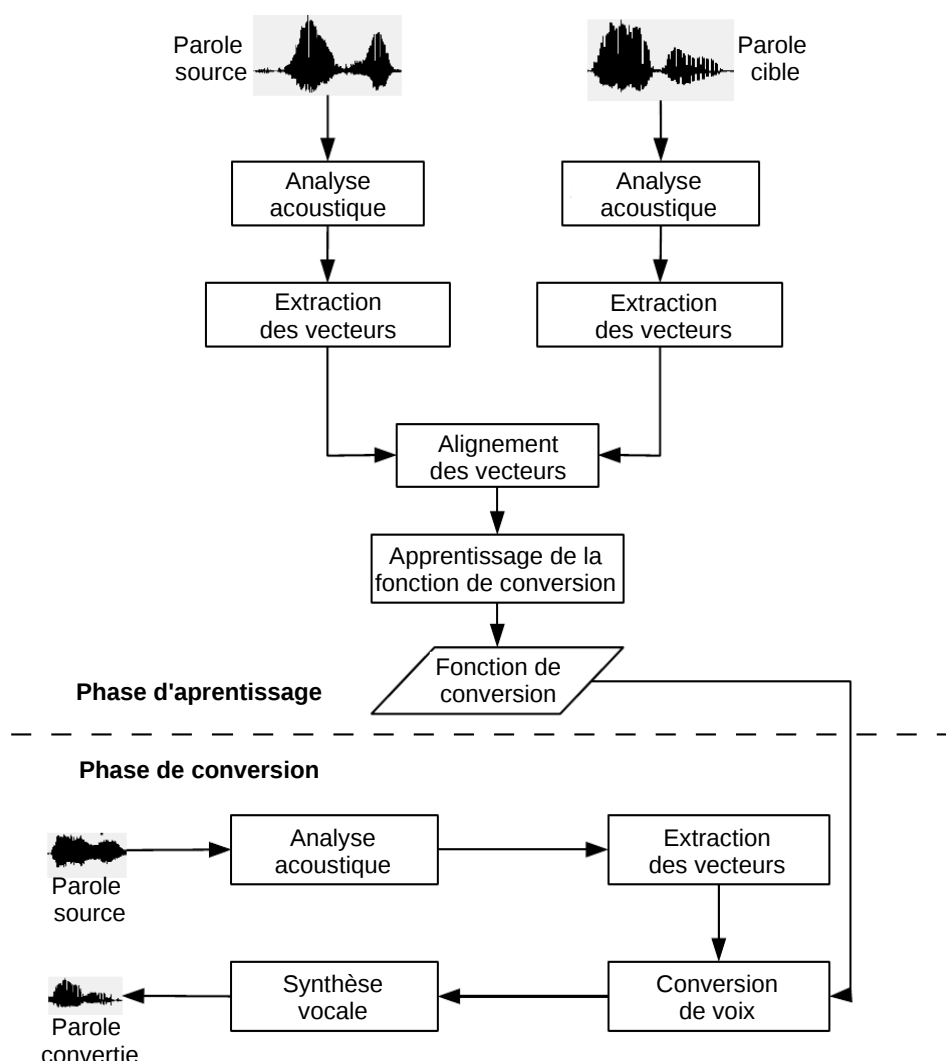 Parole
source
Parole
cible
Analyse
acoustique
Analyse
acoustique
Extraction
des vecteurs
Extraction
des vecteurs
Alignement
des vecteurs
Apprentissage de la
fonction de conversion
Fonction de
conversion
Phase d'aprentissage
Phase de conversion
Analyse
acoustique
Extraction
des vecteurs
Parole
source
Synthèse
vocale
Conversion
de voix
Parole
convertie